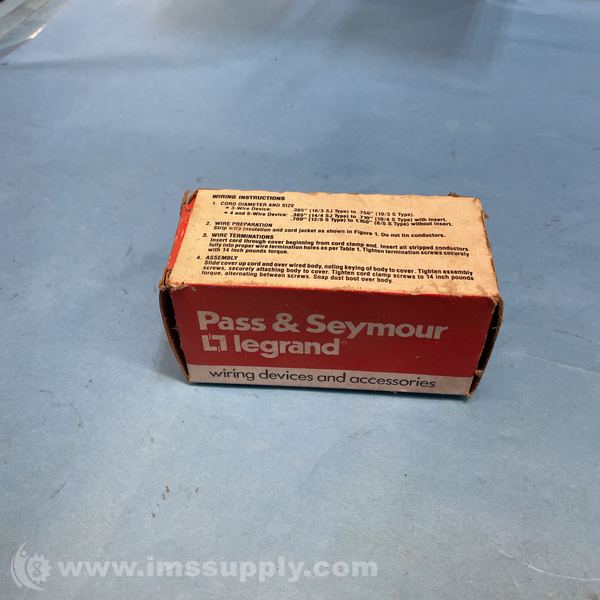 WIRING INSTRUCTIONS
1. CORD DIAMETER AND SIZE
• 3-Wire Device: .385" (16/3 SJ Type) to .750" (10/3 S Type).
• 4 and 5-Wire Device: .385" (14/4 SJ Type) to .710" (10/4 S Type) with insert.
.700" (12/5 S Type) to 1.150" (8/5 S Type) without insert.
2. WIRE PREPARATION
Strip wire insulation and cord jacket as shown in Figure 1. Do not tin conductors.
3. WIRE TERMINATIONS
Insert cord through cover beginning from cord clamp end. Insert all stripped conductors
fully into proper wire termination holes as per Table 1. Tighten termination screws securely
with 14 inch pounds torque.
4. ASSEMBLY
Slide cover up cord and over wired body, noting keying of body to cover. Tighten assembly
screws, securely attaching body to cover. Tighten cord clamp screws to 14 inch pounds
torque, alternating between screws. Snap dust boot over body.
Pass & Seymour
legrand®
wiring devices and accessories
www.imssupply.com